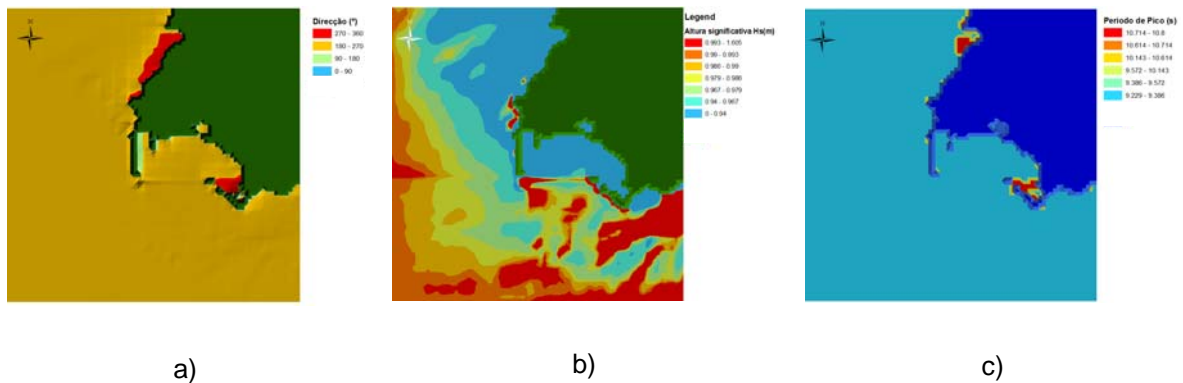 Direcção (°)
270 - 360
180 - 270
90 - 180
0 - 90
Legend
Altura significativa Hs(m)
0.993 - 1.005
0.99 - 0.993
0.988 - 0.99
0.979 - 0.988
0.967 - 0.979
0.94 - 0.967
0 - 0.94
Periodo de Pico (s)
10.714 - 10.8
10.614 - 10.714
10.143 - 10.614
9.572 - 10.143
9.386 - 9.572
9.229 - 9.386
a)
b)
c)